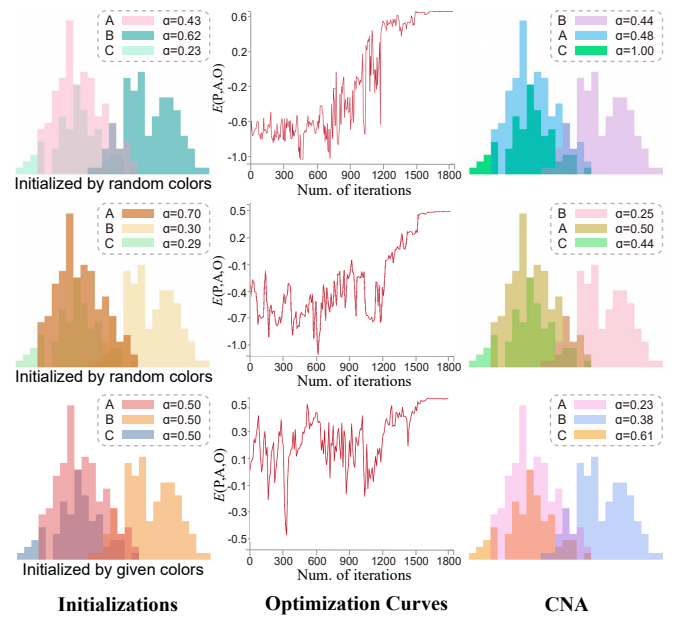 A α=0.43
B α=0.62
C α=0.23
Initialized by random colors
E(P,A,O)
0.6
0.2
-0.6
-1.0
0 300 600 900 1200 1500 1800
Num. of iterations
B α=0.44
A α=0.48
C α=1.00
A α=0.70
B α=0.30
C α=0.29
Initialized by random colors
E(P,A,O)
0.5
0.2
-0.1
-0.4
-0.7
-1.0
0 300 600 900 1200 1500 1800
Num. of iterations
B α=0.25
A α=0.50
C α=0.44
A α=0.50
B α=0.50
C α=0.50
Initialized by given colors
E(P,A,O)
0.5
0.3
0.1
-0.1
-0.3
-0.5
0 300 600 900 1200 1500 1800
Num. of iterations
A α=0.23
B α=0.38
C α=0.61
Initializations
Optimization Curves
CNA